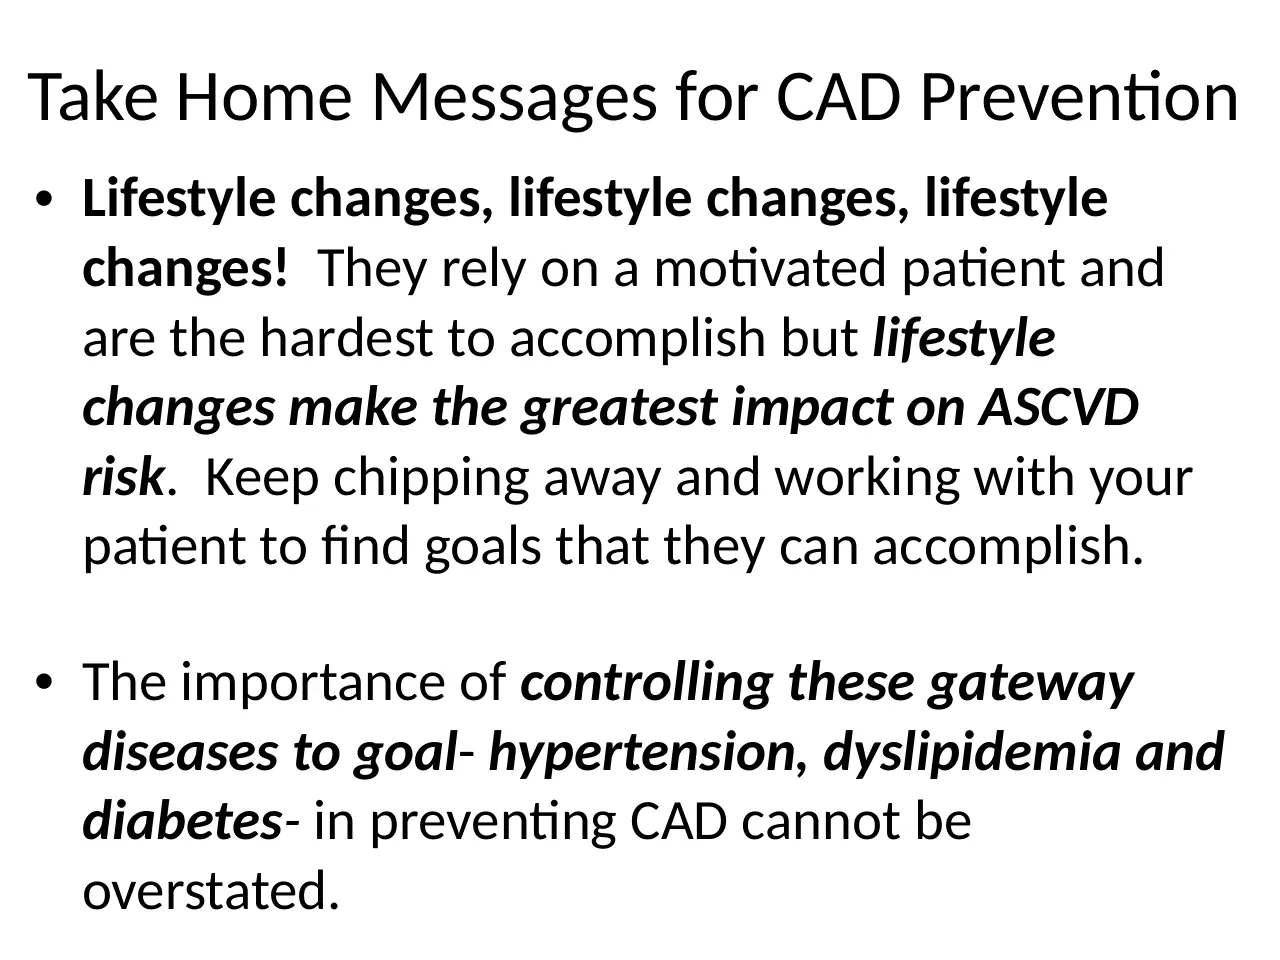 Take Home Messages for CAD Prevention
• Lifestyle changes, lifestyle changes, lifestyle
changes!  They rely on a motivated patient and
are the hardest to accomplish but lifestyle
changes make the greatest impact on ASCVD
risk.  Keep chipping away and working with your
patient to find goals that they can accomplish.
• The importance of controlling these gateway
diseases to goal- hypertension, dyslipidemia and
diabetes- in preventing CAD cannot be
overstated.